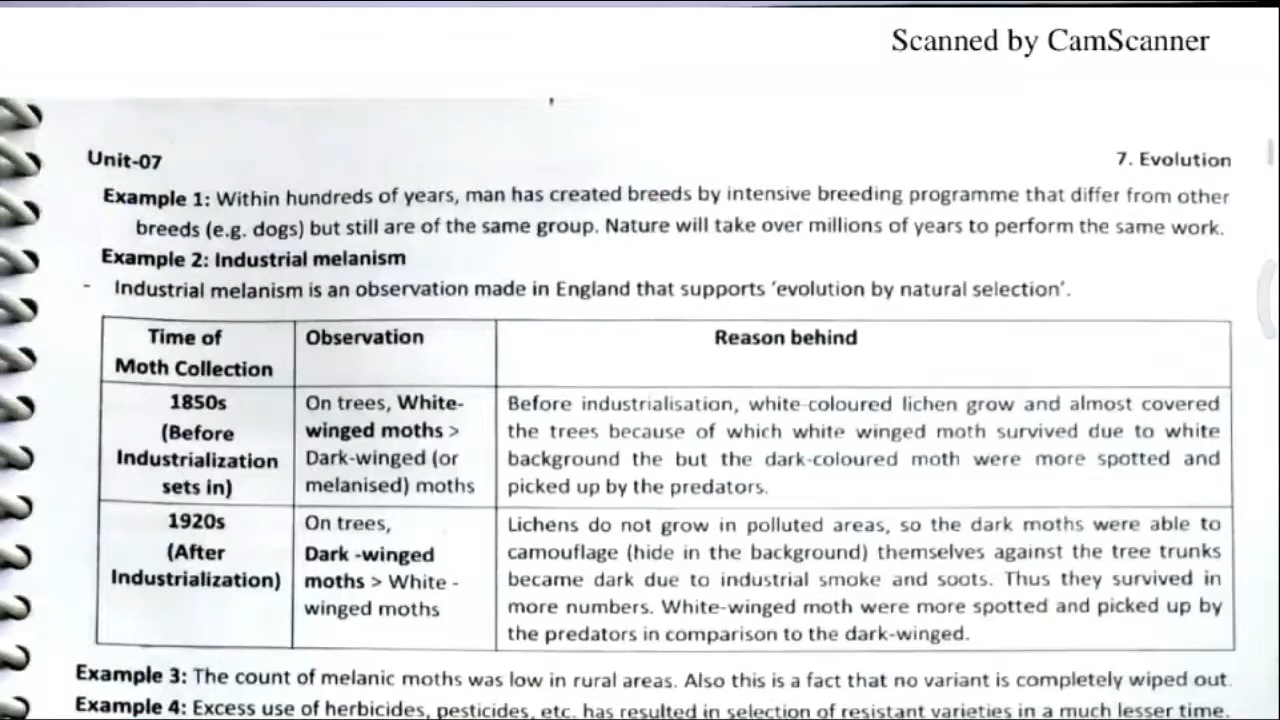 Scanned by CamScanner
Unit-07
7. Evolution
Example 1: Within hundreds of years, man has created breeds by intensive breeding programme that differ from other
breeds (e.g. dogs) but still are of the same group. Nature will take over millions of years to perform the same work.
Example 2: Industrial melanism
- Industrial melanism is an observation made in England that supports 'evolution by natural selection'.
Time of
Moth Collection
Observation
Reason behind
1850s
(Before
Industrialization
sets in)
On trees, White-
winged moths >
Dark-winged (or
melanised) moths
Before industrialisation, white-coloured lichen grow and almost covered
the trees because of which white winged moth survived due to white
background the but the dark-coloured moth were more spotted and
picked up by the predators.
1920s
(After
Industrialization)
On trees,
Dark -winged
moths > White -
winged moths
Lichens do not grow in polluted areas, so the dark moths were able to
camouflage (hide in the background) themselves against the tree trunks
became dark due to industrial smoke and soots. Thus they survived in
more numbers. White-winged moth were more spotted and picked up by
the predators in comparison to the dark-winged.
Example 3: The count of melanic moths was low in rural areas. Also this is a fact that no variant is completely wiped out.
Example 4: Excess use of herbicides, pesticides, etc. has resulted in selection of resistant varieties in a much lesser time.